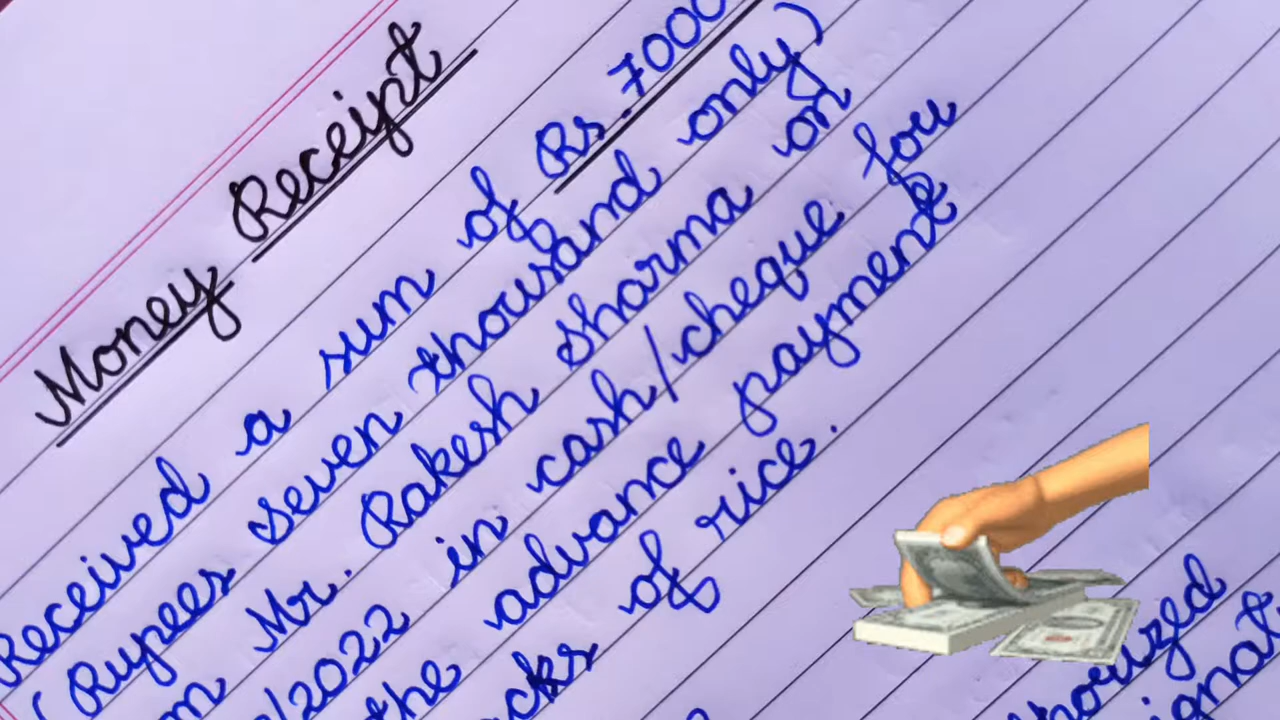 Money Receipt
Received a sum of Rs. 7000
(Rupees seven thousand only)
Mr. Rakesh Sharma on
/2022 in cash/cheque for
the advance payment
of rice.